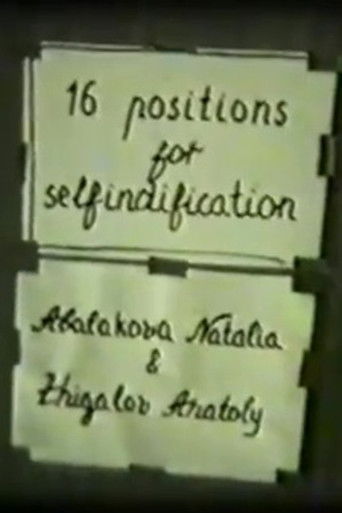 16 positions
for
selfindification
Abalakova Natalia
&
Zhigalov Anatoly